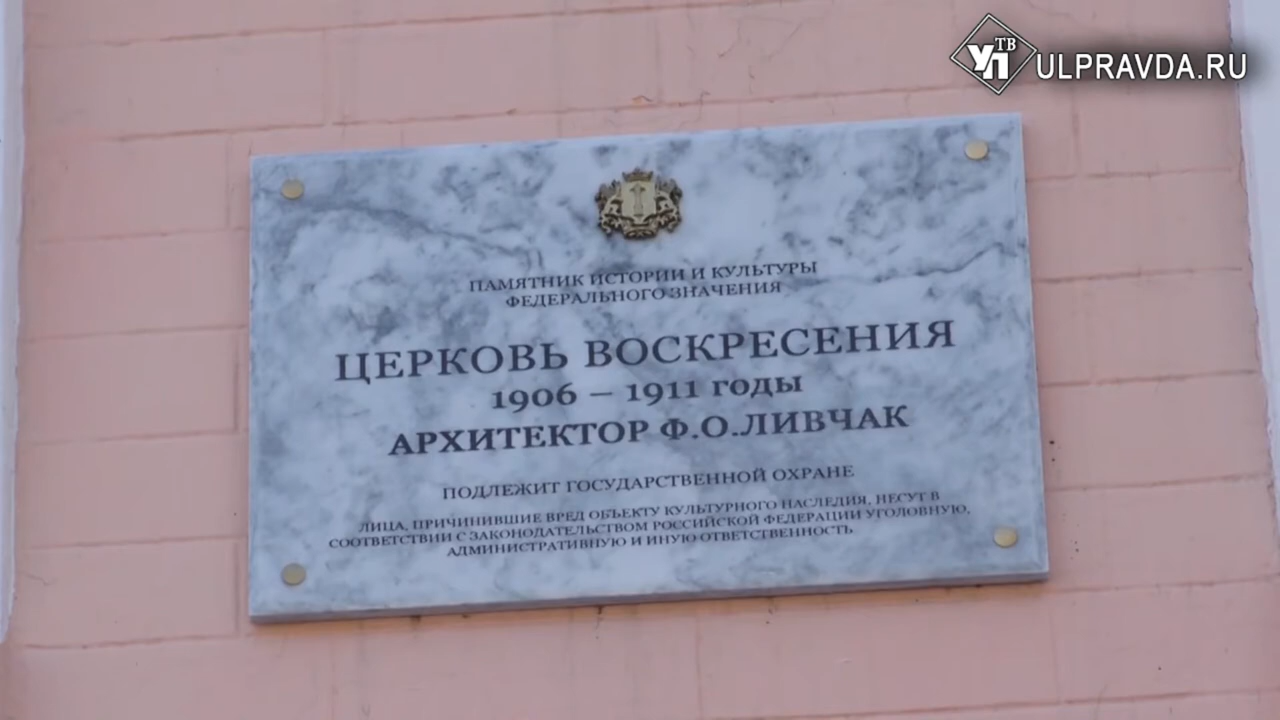 УП ТВ
ULPRAVDA.RU
ПАМЯТНИК ИСТОРИИ И КУЛЬТУРЫ
ФЕДЕРАЛЬНОГО ЗНАЧЕНИЯ
ЦЕРКОВЬ ВОСКРЕСЕНИЯ
1906 – 1911 ГОДЫ
АРХИТЕКТОР Ф.О.ЛИВЧАК
ПОДЛЕЖИТ ГОСУДАРСТВЕННОЙ ОХРАНЕ
ЛИЦА, ПРИЧИНИВШИЕ ВРЕД ОБЪЕКТУ КУЛЬТУРНОГО НАСЛЕДИЯ, НЕСУТ В
СООТВЕТСТВИИ С ЗАКОНОДАТЕЛЬСТВОМ РОССИЙСКОЙ ФЕДЕРАЦИИ УГОЛОВНУЮ,
АДМИНИСТРАТИВНУЮ И ИНУЮ ОТВЕТСТВЕННОСТЬ